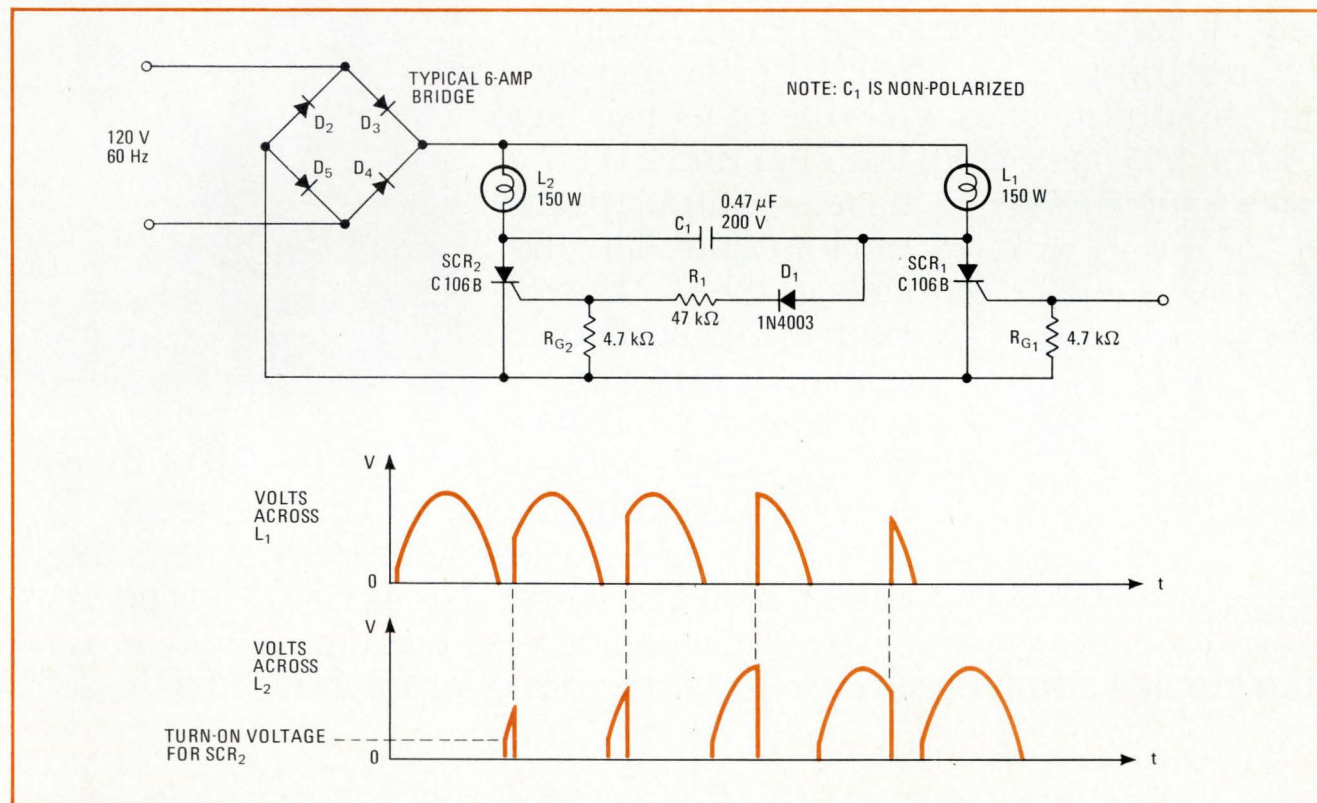 TYPICAL 6-AMP
BRIDGE
NOTE: C₁ IS NON-POLARIZED
120 V
60 Hz
D₂
D₃
D₅
D₄
L₂
150 W
L₁
150 W
C₁
0.47 µF
200 V
SCR₂
C106B
R₁
47 kΩ
D₁
1N4003
SCR₁
C106B
R_G₂
4.7 kΩ
R_G₁
4.7 kΩ
V
VOLTS
ACROSS
L₁
0
t
V
VOLTS
ACROSS
L₂
TURN-ON VOLTAGE
FOR SCR₂
0
t